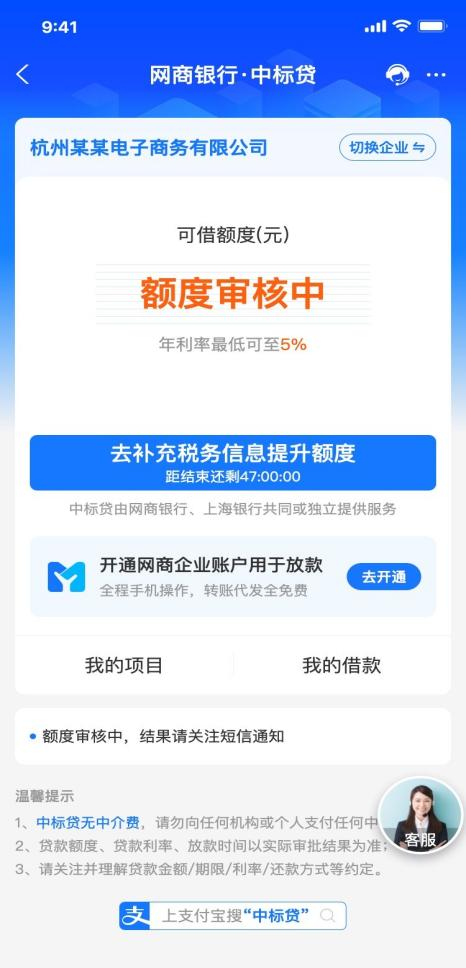 9:41
网商银行·中标贷
杭州某某电子商务有限公司
切换企业
可借额度(元)
额度审核中
年利率最低可至5%
去补充税务信息提升额度
距结束还剩47:00:00
中标贷由网商银行、上海银行共同或独立提供服务
开通网商企业账户用于放款
全程手机操作，转账代发全免费
去开通
我的项目
我的借款
额度审核中，结果请关注短信通知
温馨提示
1、中标贷无中介费，请勿向任何机构或个人支付任何中
2、贷款额度、贷款利率、放款时间以实际审批结果为准；
3、请关注并理解贷款金额/期限/利率/还款方式等约定。
客服
支 上支付宝搜“中标贷”